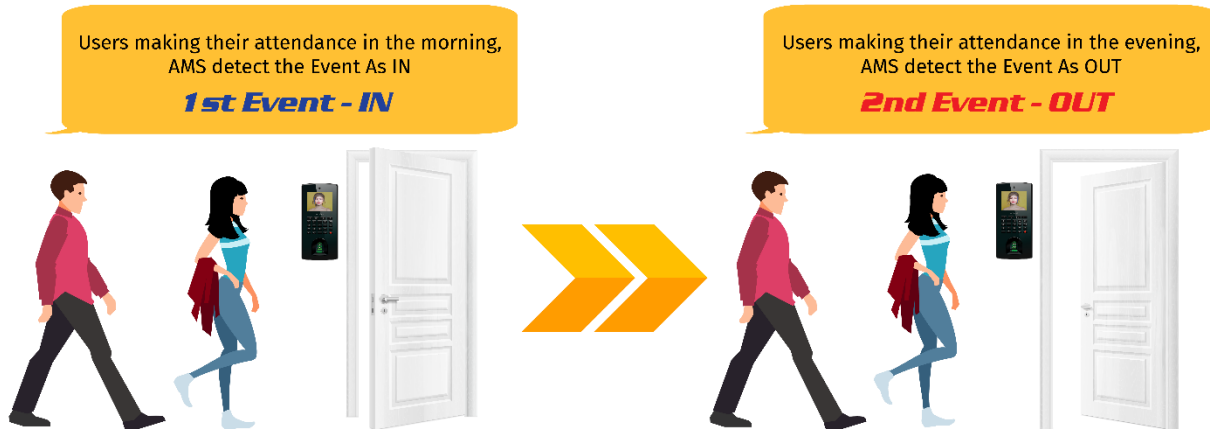 Users making their attendance in the morning,
AMS detect the Event As IN
1st Event - IN
Users making their attendance in the evening,
AMS detect the Event As OUT
2nd Event - OUT